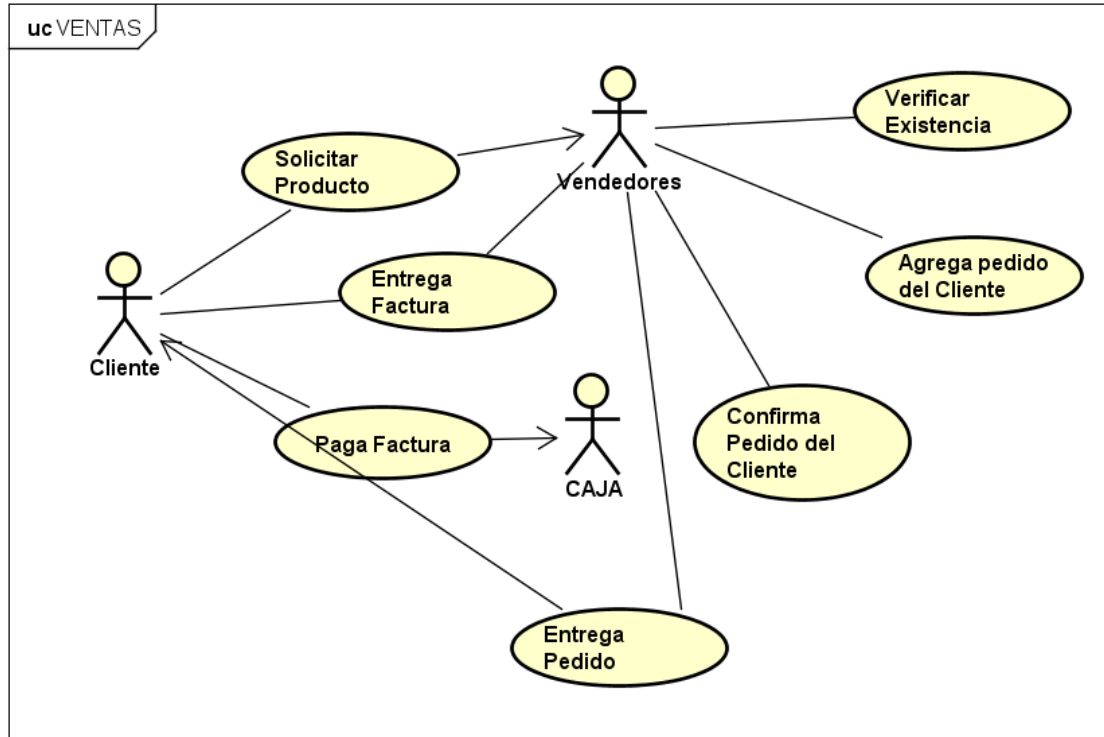 uc VENTAS
Verificar
Existencia
Solicitar
Producto
Vendedores
Agrega pedido
del Cliente
Entrega
Factura
Cliente
Confirma
Pedido del
Cliente
Paga Factura
CAJA
Entrega
Pedido